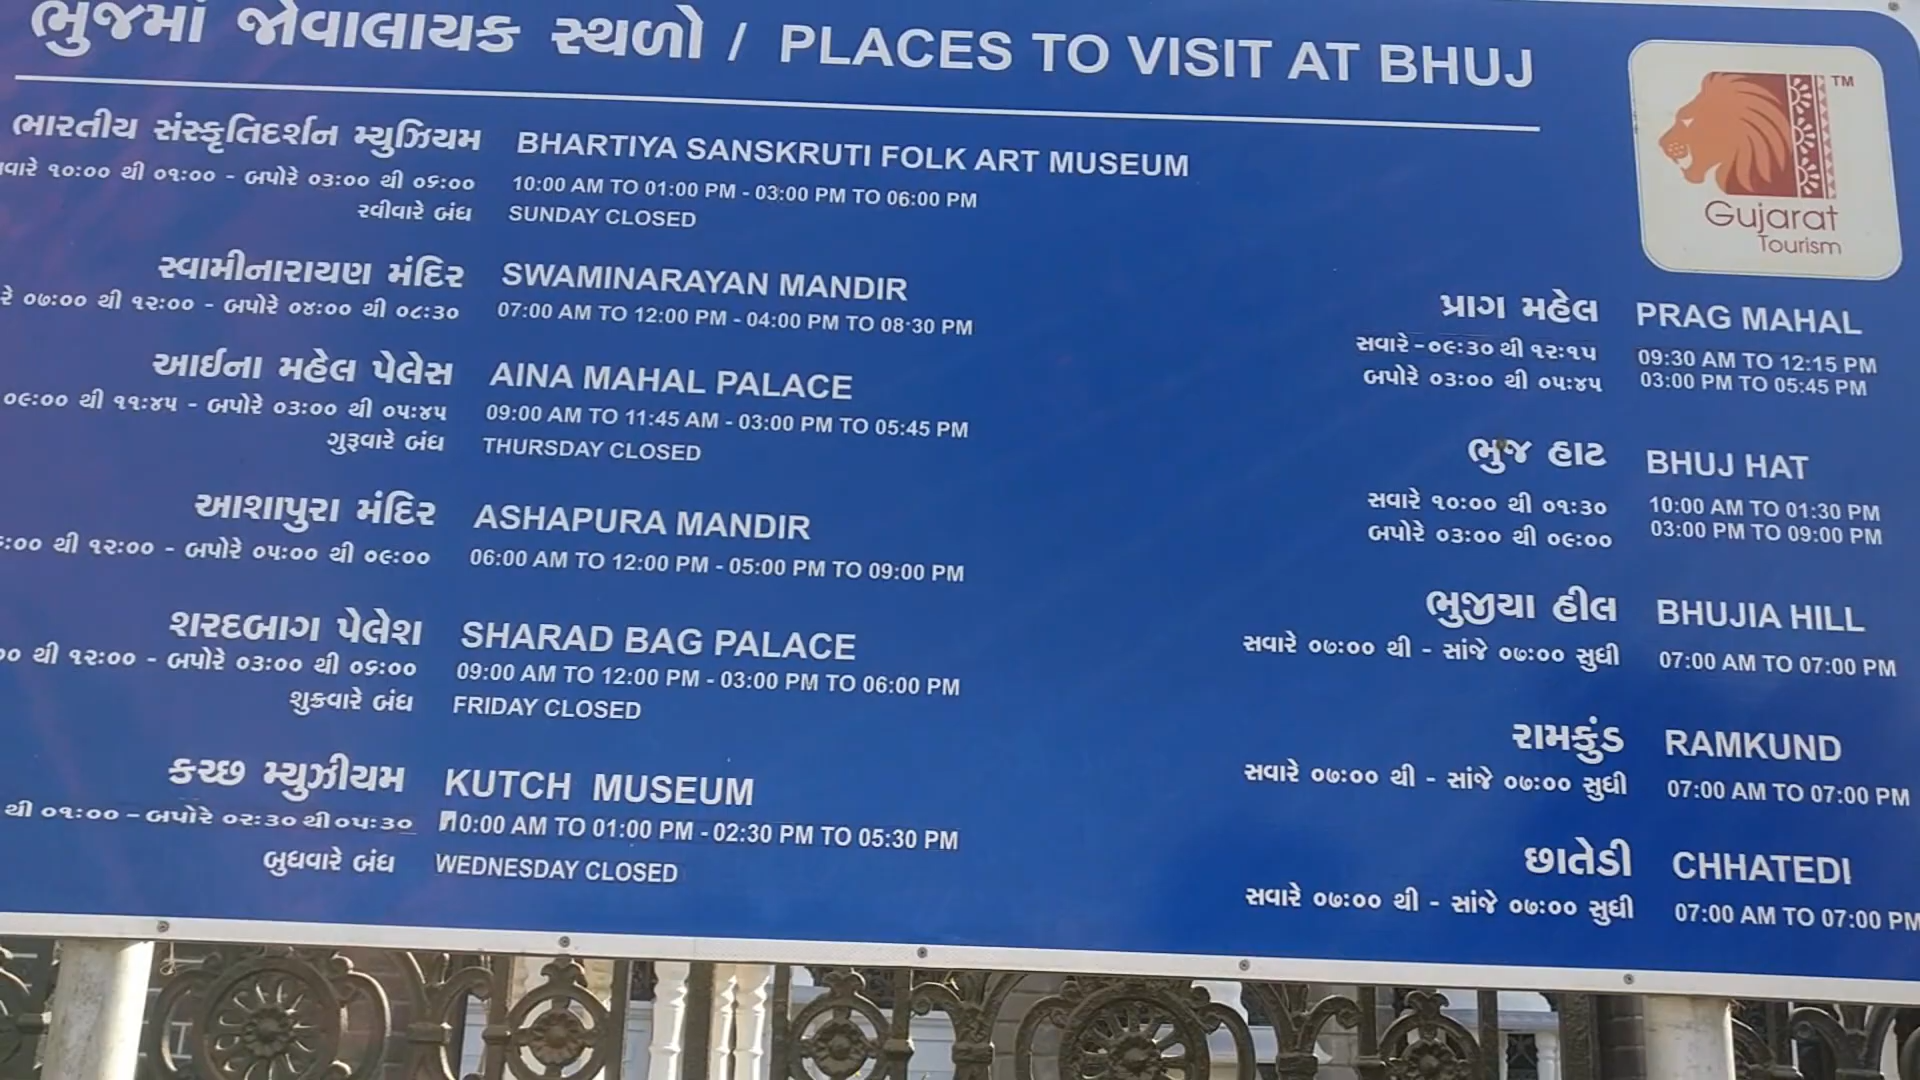 ભુજમાં જોવાલાયક સ્થળો / PLACES TO VISIT AT BHUJ
TM
Gujarat
Tourism
ભારતીય સંસ્કૃતિદર્શન મ્યુઝિયમ BHARTIYA SANSKRUTI FOLK ART MUSEUM
૧૦:૦૦ થી ૦૧:૦૦ - બપોરે ૦૩:૦૦ થી ૦૬:૦૦ 10:00 AM TO 01:00 PM - 03:00 PM TO 06:00 PM
રવીવારે બંધ SUNDAY CLOSED
સ્વામીનારાયણ મંદિર SWAMINARAYAN MANDIR
૦૭:૦૦ થી ૧૨:૦૦ - બપોરે ૦૪:૦૦ થી ૦૮:૩૦ 07:00 AM TO 12:00 PM - 04:00 PM TO 08:30 PM
આઈના મહેલ પેલેસ AINA MAHAL PALACE
૦૯:૦૦ થી ૧૧:૪૫ - બપોરે ૦૩:૦૦ થી ૦૫:૪૫ 09:00 AM TO 11:45 AM - 03:00 PM TO 05:45 PM
ગુરૂવારે બંધ THURSDAY CLOSED
આશાપુરા મંદિર ASHAPURA MANDIR
થી ૧૨:૦૦ - બપોરે ૦૫:૦૦ થી ૦૯:૦૦ 06:00 AM TO 12:00 PM - 05:00 PM TO 09:00 PM
શરદબાગ પેલેશ SHARAD BAG PALACE
થી ૧૨:૦૦ - બપોરે ૦૩:૦૦ થી ૦૬:૦૦ 09:00 AM TO 12:00 PM - 03:00 PM TO 06:00 PM
શુક્રવારે બંધ FRIDAY CLOSED
કચ્છ મ્યુઝીયમ KUTCH MUSEUM
થી ૦૧:૦૦ - બપોરે ૦૨:૩૦ થી ૦૫:૩૦ 10:00 AM TO 01:00 PM - 02:30 PM TO 05:30 PM
બુધવારે બંધ WEDNESDAY CLOSED
પ્રાગ મહેલ PRAG MAHAL
સવારે - ૦૯:૩૦ થી ૧૨:૧૫ 09:30 AM TO 12:15 PM
બપોરે ૦૩:૦૦ થી ૦૫:૪૫ 03:00 PM TO 05:45 PM
ભુજ હાટ BHUJ HAT
સવારે ૧૦:૦૦ થી ૦૧:૩૦ 10:00 AM TO 01:30 PM
બપોરે ૦૩:૦૦ થી ૦૯:૦૦ 03:00 PM TO 09:00 PM
ભુજીયા હીલ BHUJIA HILL
સવારે ૦૭:૦૦ થી - સાંજે ૦૭:૦૦ સુધી 07:00 AM TO 07:00 PM
રામકુંડ RAMKUND
સવારે ૦૭:૦૦ થી - સાંજે ૦૭:૦૦ સુધી 07:00 AM TO 07:00 PM
છાતેડી CHHATEDI
સવારે ૦૭:૦૦ થી - સાંજે ૦૭:૦૦ સુધી 07:00 AM TO 07:00 PM